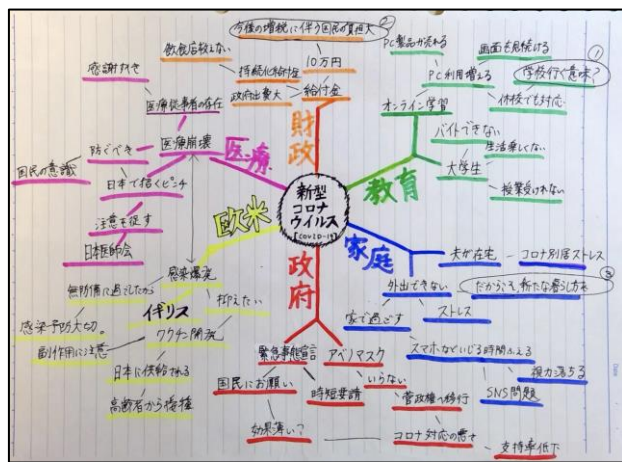 ② 今後の増税に伴う国民の負担大
飲食店救えない
10万円
持続化給付金
政府出費大
給付金
財政
感謝すべき
医療従事者の存在
防ぐべき
医療崩壊
国民の意識
日本で招くピンチ
注意を促す
日本医師会
医療
PC製品が売れる
画面を見続ける
①
PC利用増える
学校行く意味?
オンライン学習
休校でも対応
バイトできない
生活楽しくない
大学生
授業受けれない
教育
新型
コロナ
ウイルス
[COVID-19]
欧米
感染爆発
無防備に過ごしたから
抑えたい
イギリス
感染予防大切。
ワクチン開発
副作用に注意
日本に供給される
高齢者から優先
政府
緊急事態宣言
アベノマスク
国民にお願い
時短要請
いらない
菅政権へ移行
効果薄い?
コロナ対応の悪さ
支持率低下
家庭
夫が在宅
コロナ別居ストレス
③
外出できない
だからこそ、新たな暮らし方を
家で過ごす
ストレス
スマホなどいじる時間ふえる
視力落ちる
SNS問題